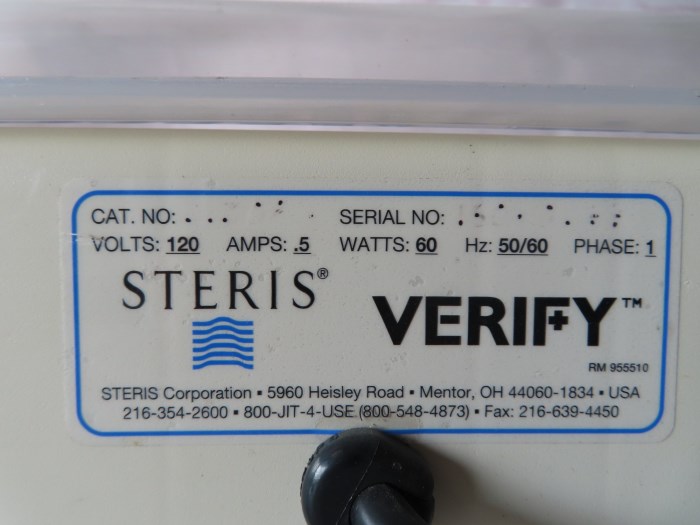 CAT. NO: SERIAL NO:
VOLTS: 120 AMPS: .5 WATTS: 60 Hz: 50/60 PHASE: 1
STERIS® VERIFY™
RM 955510
STERIS Corporation ▪ 5960 Heisley Road ▪ Mentor, OH 44060-1834 ▪ USA
216-354-2600 ▪ 800-JIT-4-USE (800-548-4873) ▪ Fax: 216-639-4450